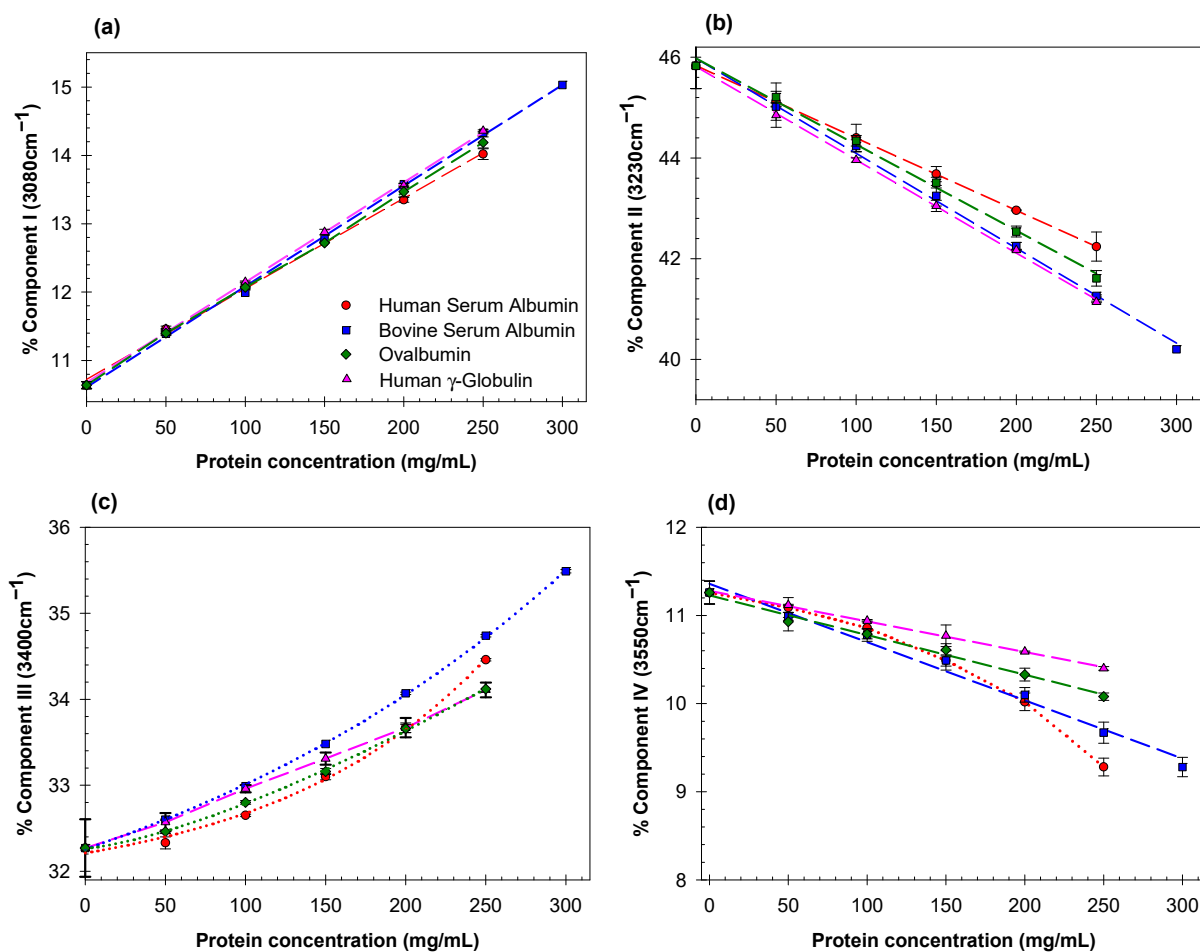 (a)
% Component I (3080cm⁻¹)
15
14
13
12
11
0 50 100 150 200 250 300
Protein concentration (mg/mL)
Human Serum Albumin
Bovine Serum Albumin
Ovalbumin
Human γ-Globulin
(b)
% Component II (3230cm⁻¹)
46
44
42
40
0 50 100 150 200 250 300
Protein concentration (mg/mL)
(c)
% Component III (3400cm⁻¹)
36
35
34
33
32
0 50 100 150 200 250 300
Protein concentration (mg/mL)
(d)
% Component IV (3550cm⁻¹)
12
11
10
9
8
0 50 100 150 200 250 300
Protein concentration (mg/mL)